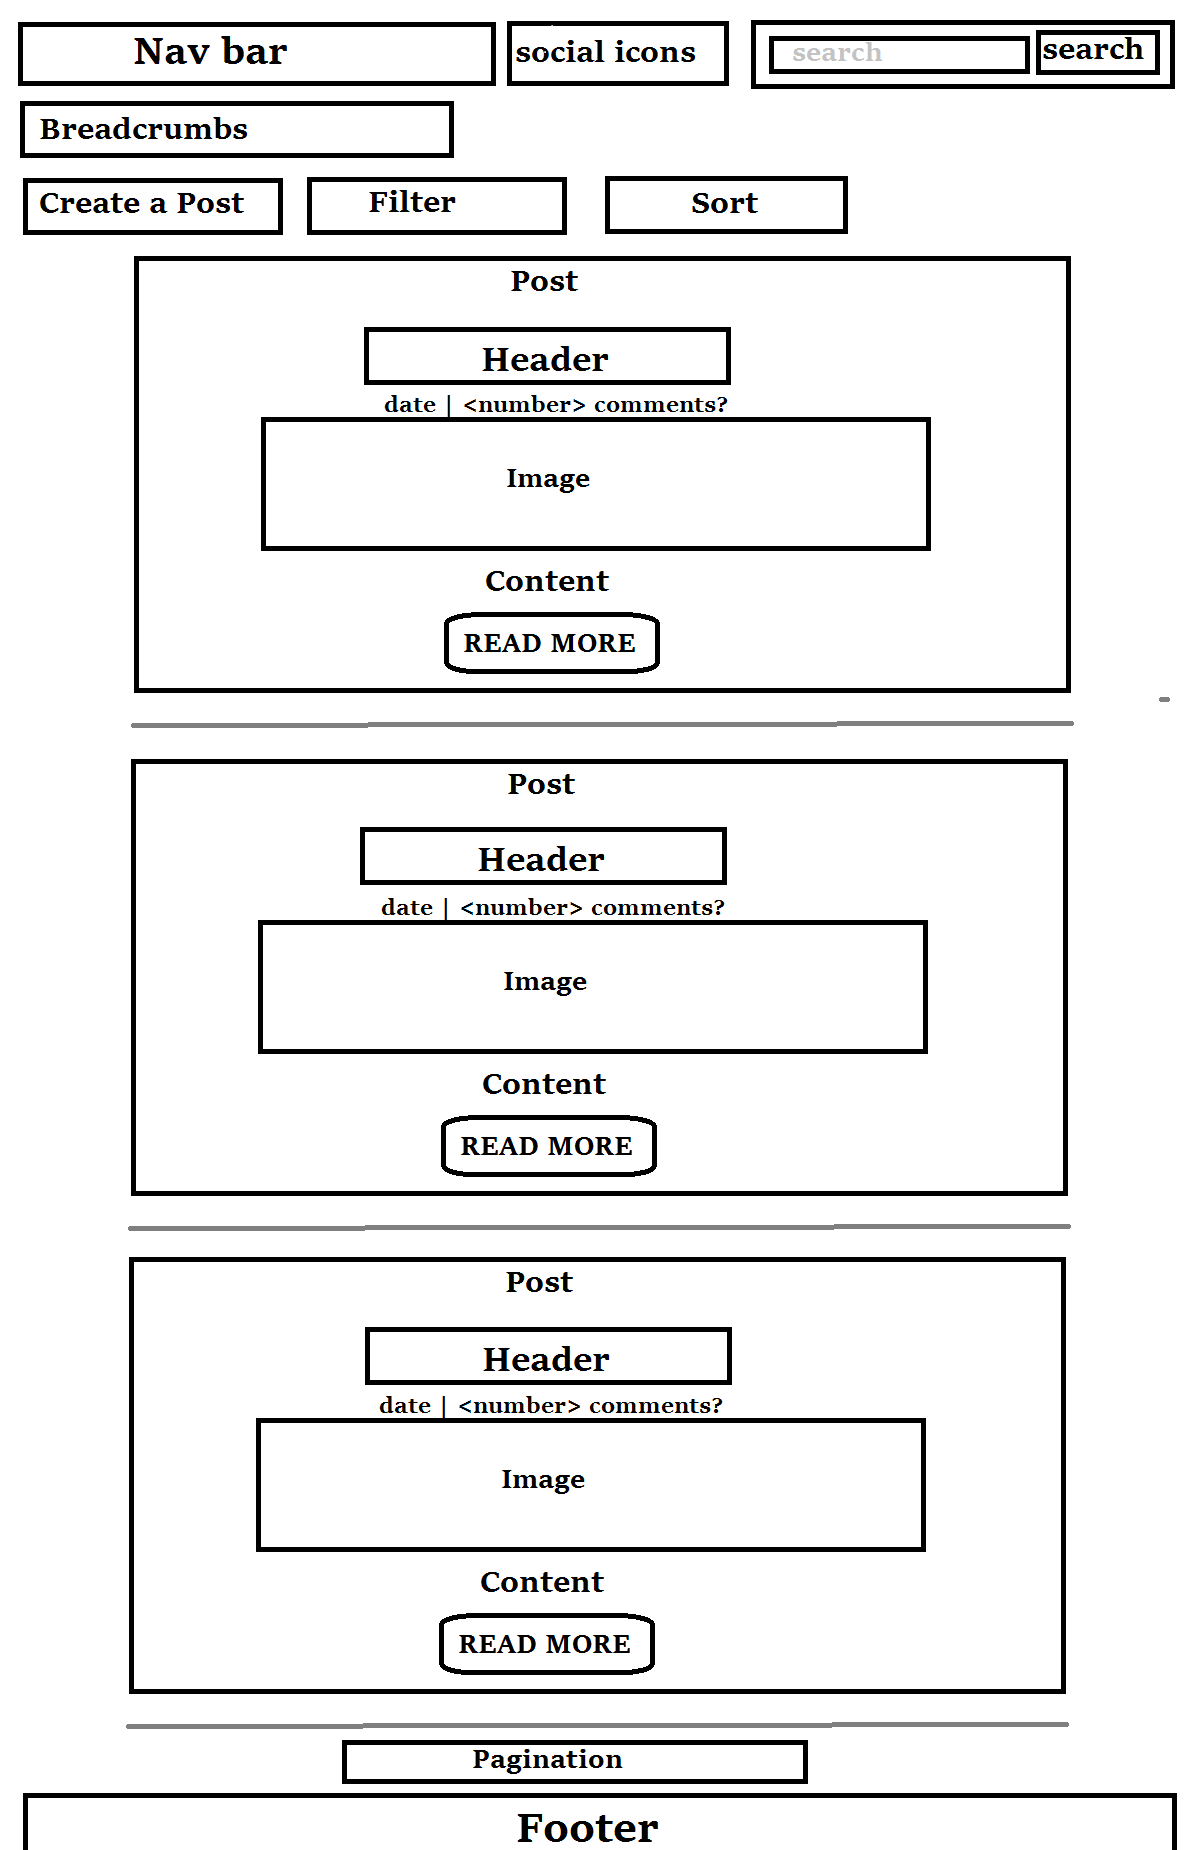 Nav bar
social icons
search
search
Breadcrumbs
Create a Post
Filter
Sort
Post
Header
date | <number> comments?
Image
Content
READ MORE
Post
Header
date | <number> comments?
Image
Content
READ MORE
Post
Header
date | <number> comments?
Image
Content
READ MORE
Pagination
Footer